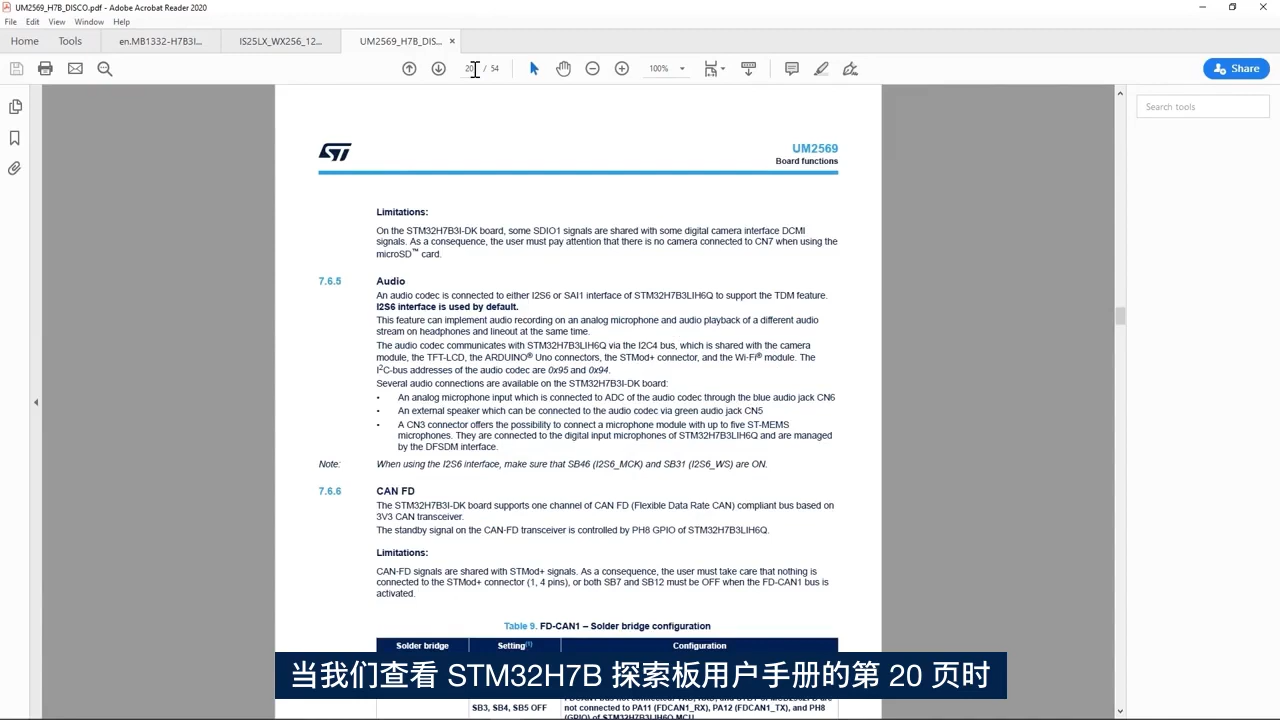 UM2569_H7B_DISCO.pdf - Adobe Acrobat Reader 2020
File Edit View Window Help
Home Tools en.MB1332-H7B3I... IS25LX_WX256_12... UM2569_H7B_DIS... ×
20 / 54 100% Share
Search tools
UM2569
Board functions
Limitations:
On the STM32H7B3I-DK board, some SDIO1 signals are shared with some digital camera interface DCMI
signals. As a consequence, the user must pay attention that there is no camera connected to CN7 when using the
microSD™ card.
7.6.5 Audio
An audio codec is connected to either I2S6 or SAI1 interface of STM32H7B3LIH6Q to support the TDM feature.
I2S6 interface is used by default.
This feature can implement audio recording on an analog microphone and audio playback of a different audio
stream on headphones and lineout at the same time.
The audio codec communicates with STM32H7B3LIH6Q via the I2C4 bus, which is shared with the camera
module, the TFT-LCD, the ARDUINO® Uno connectors, the STMod+ connector, and the Wi-Fi® module. The
I²C-bus addresses of the audio codec are 0x95 and 0x94.
Several audio connections are available on the STM32H7B3I-DK board:
• An analog microphone input which is connected to ADC of the audio codec through the blue audio jack CN6
• An external speaker which can be connected to the audio codec via green audio jack CN5
• A CN3 connector offers the possibility to connect a microphone module with up to five ST-MEMS
microphones. They are connected to the digital input microphones of STM32H7B3LIH6Q and are managed
by the DFSDM interface.
Note: When using the I2S6 interface, make sure that SB46 (I2S6_MCK) and SB31 (I2S6_WS) are ON.
7.6.6 CAN FD
The STM32H7B3I-DK board supports one channel of CAN FD (Flexible Data Rate CAN) compliant bus based on
3V3 CAN transceiver.
The standby signal on the CAN-FD transceiver is controlled by PH8 GPIO of STM32H7B3LIH6Q.
Limitations:
CAN-FD signals are shared with STMod+ signals. As a consequence, the user must take care that nothing is
connected to the STMod+ connector (1, 4 pins), or both SB7 and SB12 must be OFF when the FD-CAN1 bus is
activated.
Table 9. FD-CAN1 – Solder bridge configuration
Solder bridge Setting(1) Configuration
当我们查看 STM32H7B 探索板用户手册的第 20 页时
SB3, SB4, SB5 OFF not connected to PA11 (FDCAN1_RX), PA12 (FDCAN1_TX), and PH8
(GPIO) of STM32H7B3LIH6Q MCU